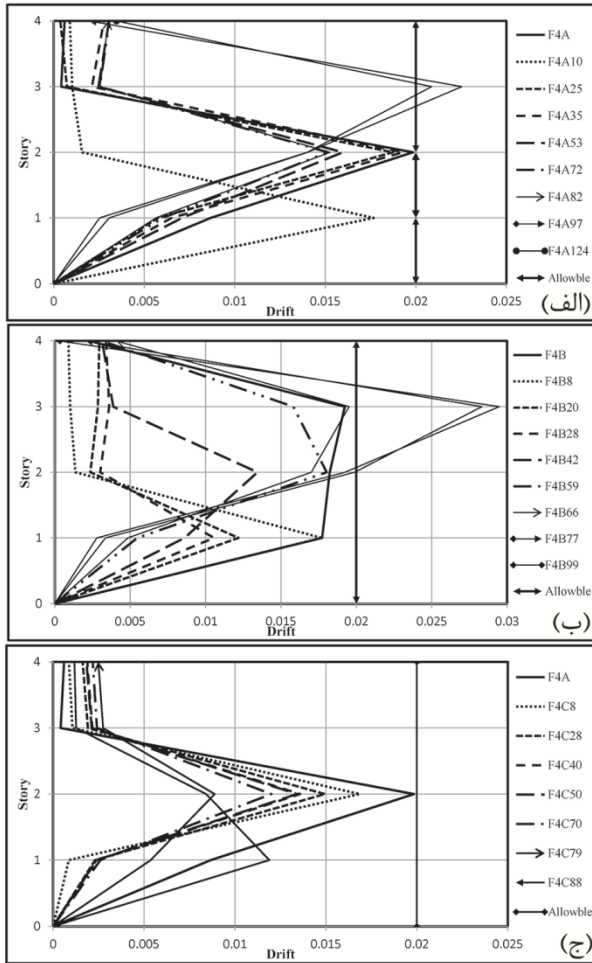 4
3
2
1
0
Story
0
0.005
0.01
0.015
0.02
0.025
Drift
F4A
F4A10
F4A25
F4A35
F4A53
F4A72
F4A82
F4A97
F4A124
Allowble
(الف)
4
3
2
1
0
Story
0
0.005
0.01
0.015
0.02
0.025
0.03
Drift
F4B
F4B8
F4B20
F4B28
F4B42
F4B59
F4B66
F4B77
F4B99
Allowble
(ب)
4
3
2
1
0
Story
0
0.005
0.01
0.015
0.02
0.025
Drift
F4A
F4C8
F4C28
F4C40
F4C50
F4C70
F4C79
F4C88
Allowble
(ج)